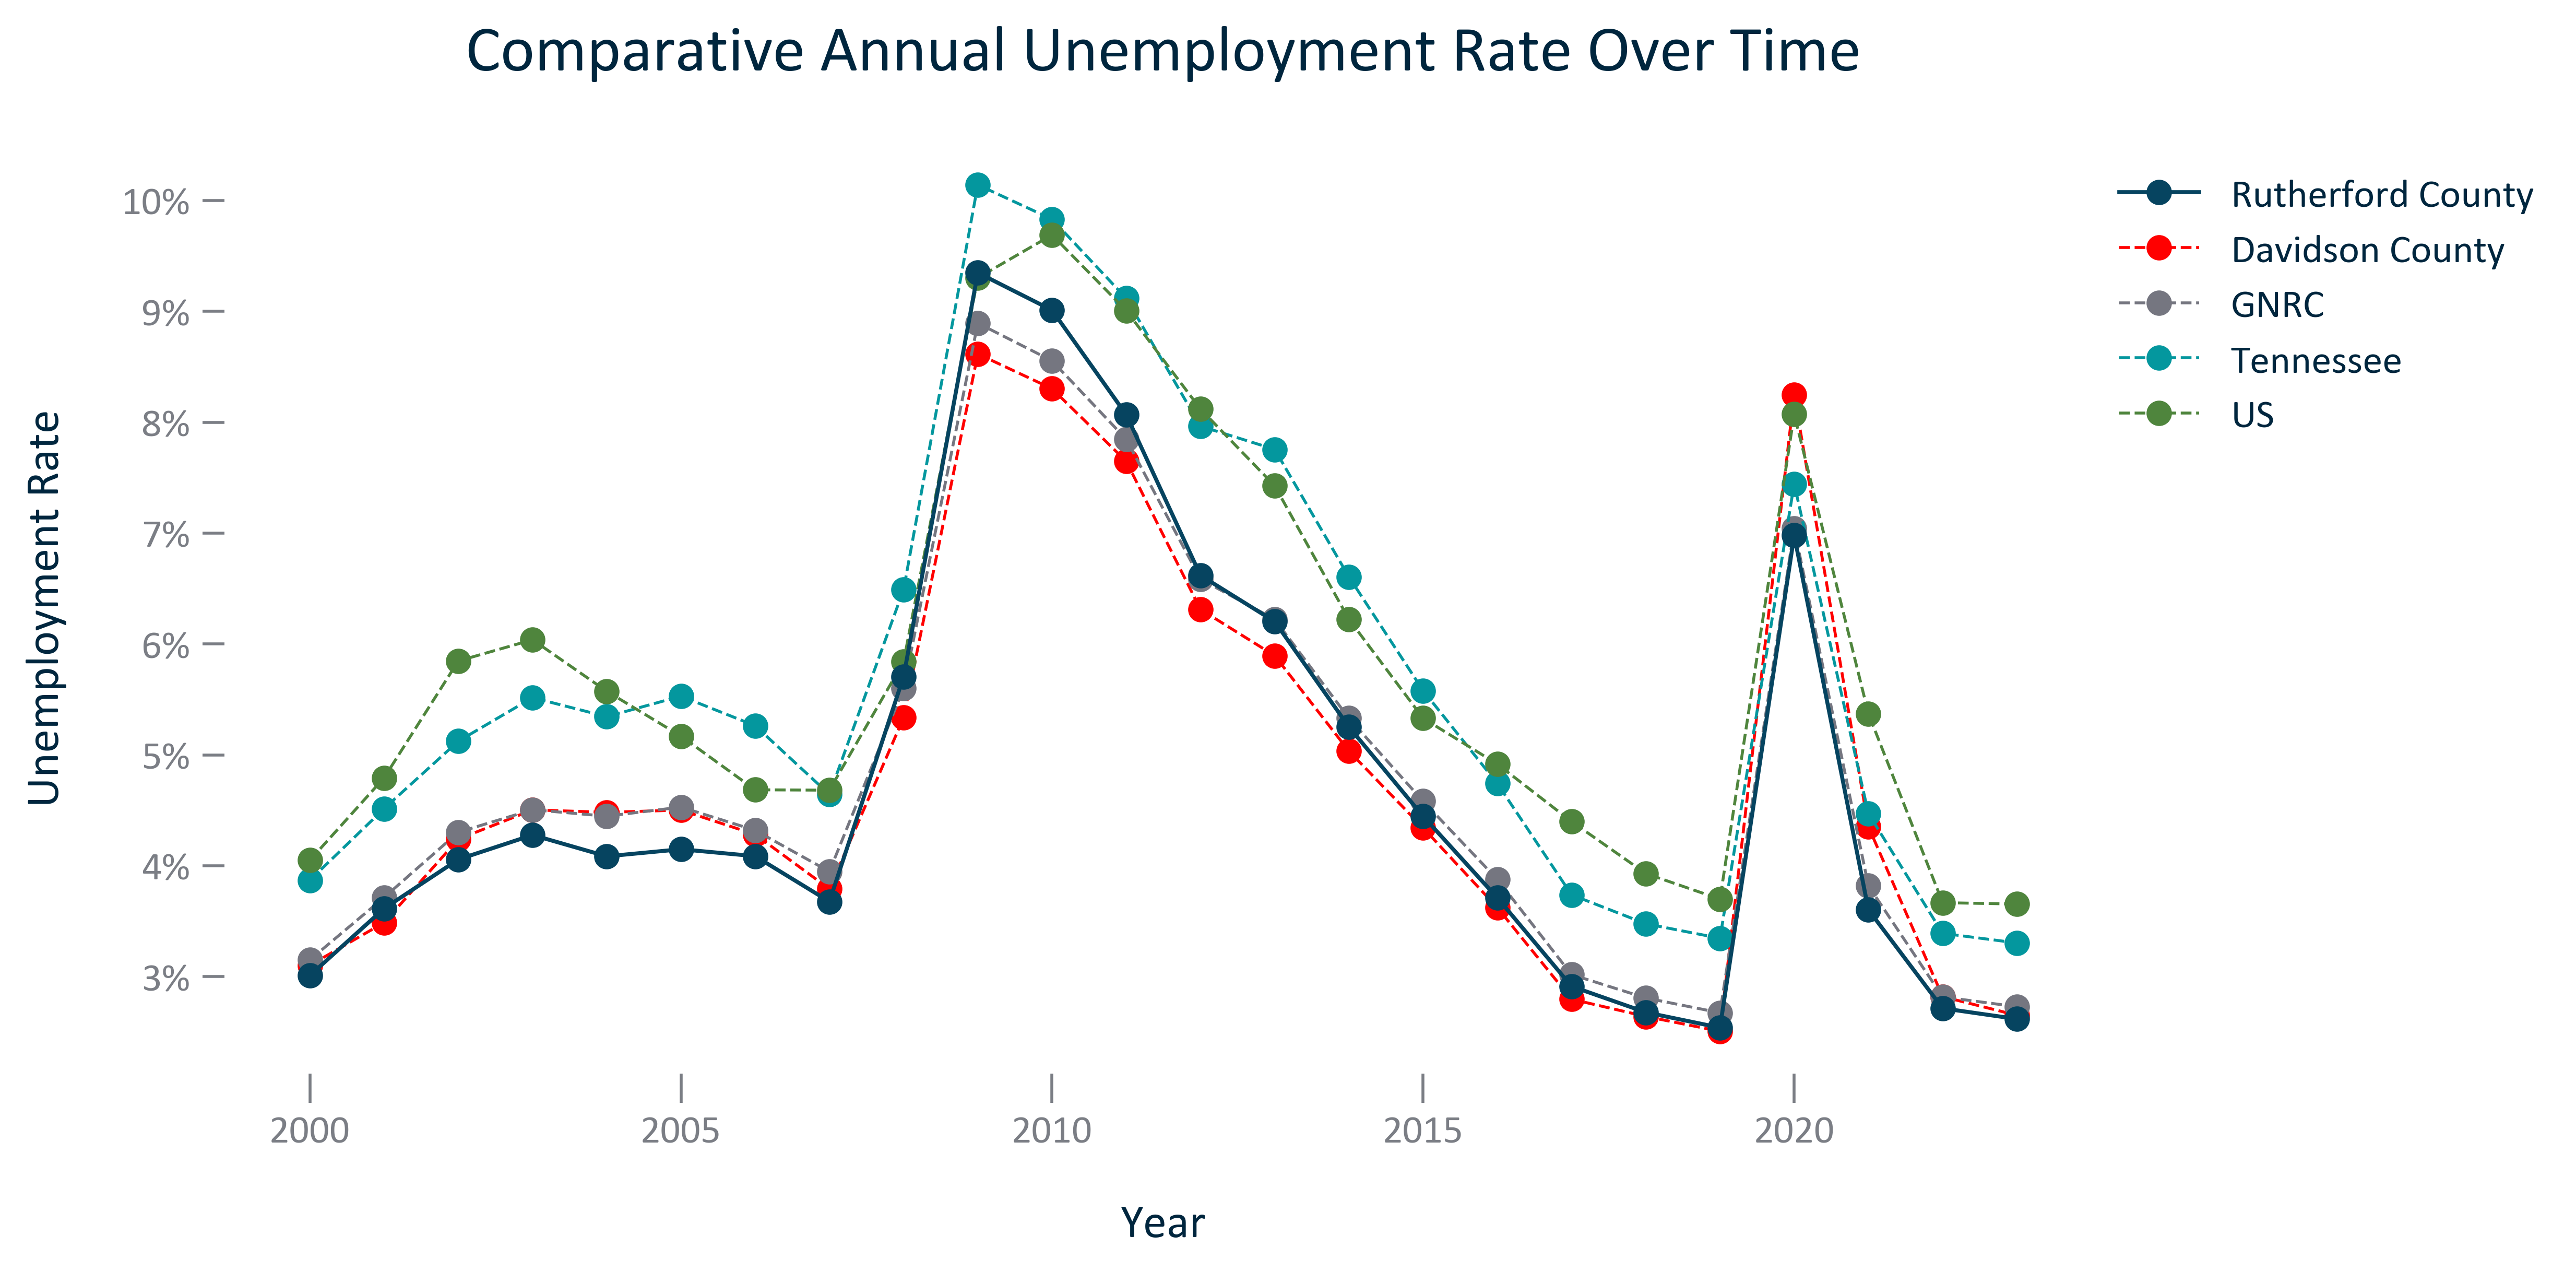 Comparative Annual Unemployment Rate Over Time
Unemployment Rate
10%
9%
8%
7%
6%
5%
4%
3%
2000
2005
2010
2015
2020
Year
Rutherford County
Davidson County
GNRC
Tennessee
US